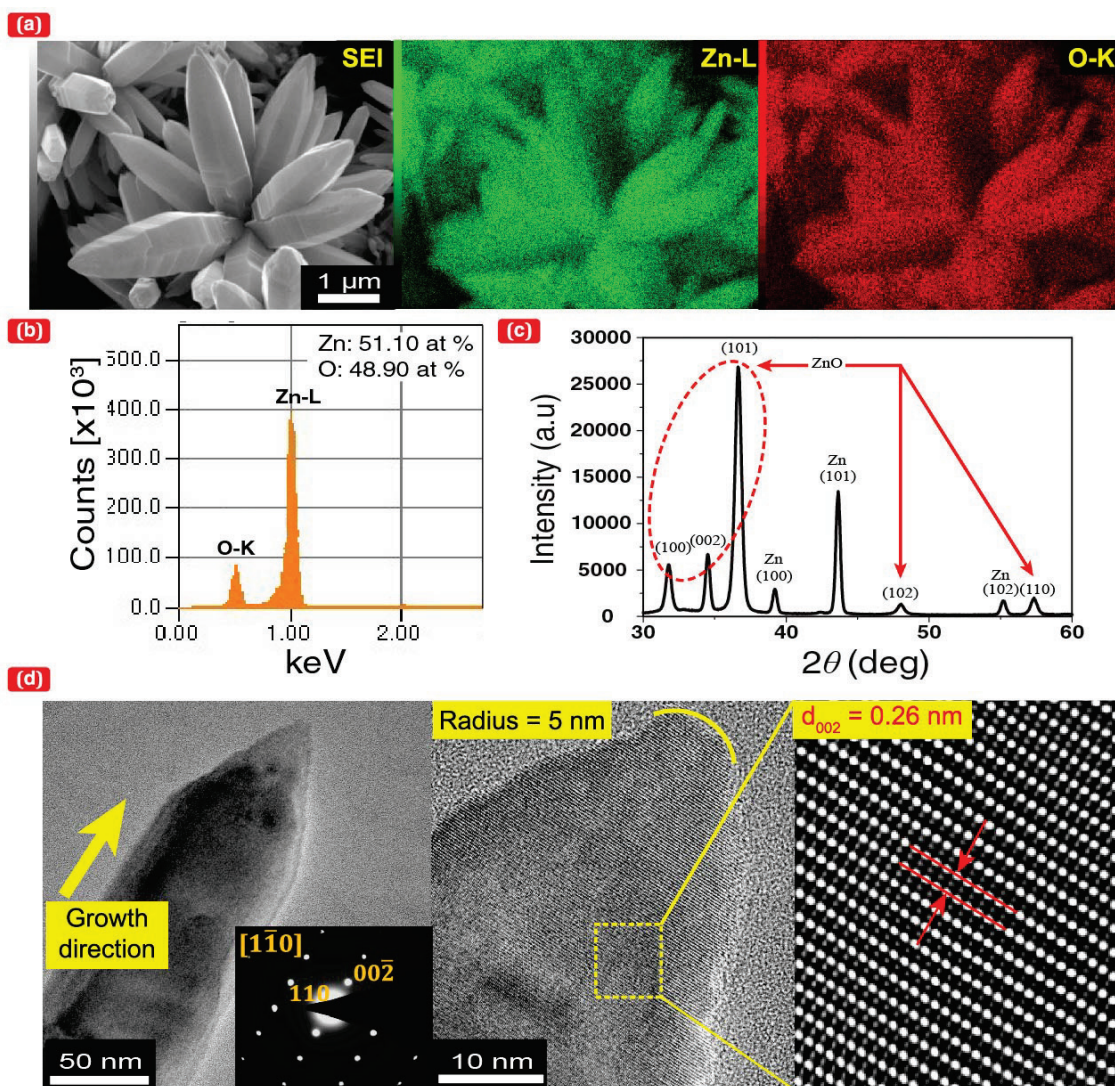 (a)
SEI
Zn-L
O-K
1 µm
(b)
Zn: 51.10 at %
O: 48.90 at %
Counts [x10³]
500.0
400.0
300.0
200.0
100.0
0.0
Zn-L
O-K
0.00 1.00 2.00
keV
(c)
Intensity (a.u)
30000
25000
20000
15000
10000
5000
0
(101)
ZnO
Zn
(101)
(100)
(002)
Zn
(100)
(102)
Zn
(102)
(110)
30 40 50 60
2θ (deg)
(d)
Growth
direction
50 nm
[11̄0]
002̄
110
Radius = 5 nm
10 nm
d₀₀₂ = 0.26 nm